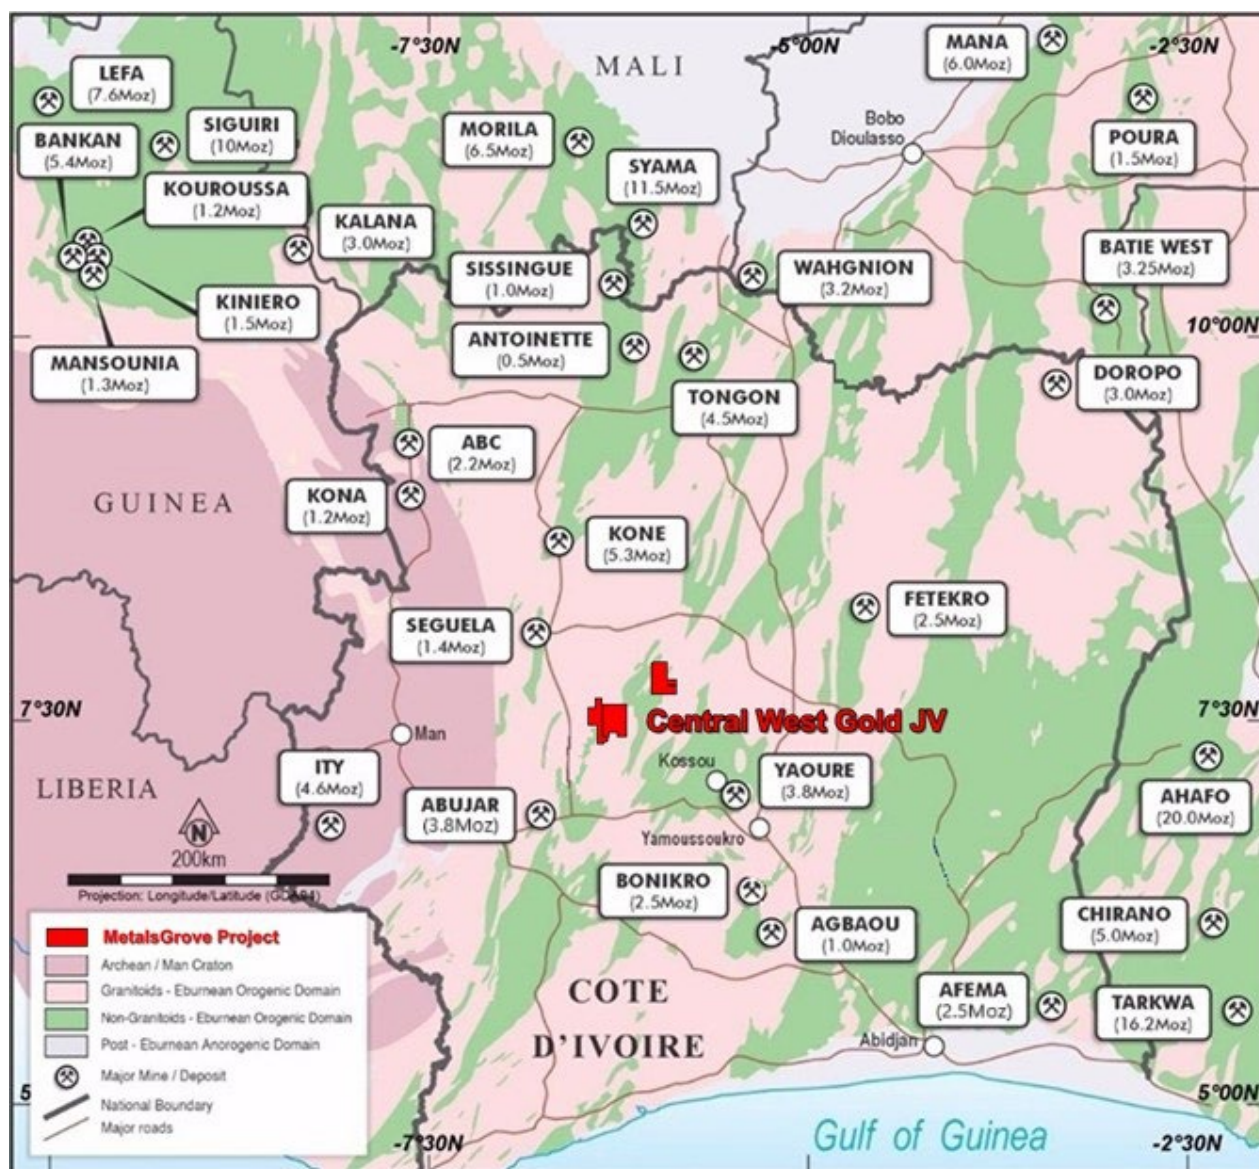 -7°30N
-5°00N
-2°30N
MALI
MANA
(6.0Moz)
LEFA
(7.6Moz)
BANKAN
(5.4Moz)
SIGUIRI
(10Moz)
MORILA
(6.5Moz)
Bobo
Dioulasso
POURA
(1.5Moz)
SYAMA
(11.5Moz)
KOUROUSSA
(1.2Moz)
KALANA
(3.0Moz)
SISSINGUE
(1.0Moz)
WAHGNION
(3.2Moz)
BATIE WEST
(3.25Moz)
KINIERO
(1.5Moz)
10°00N
ANTOINETTE
(0.5Moz)
MANSOUNIA
(1.3Moz)
TONGON
(4.5Moz)
DOROPO
(3.0Moz)
ABC
(2.2Moz)
GUINEA
KONA
(1.2Moz)
KONE
(5.3Moz)
FETEKRO
(2.5Moz)
SEGUELA
(1.4Moz)
7°30N
7°30N
Central West Gold JV
Man
Kossou
ITY
(4.6Moz)
YAOURE
(3.8Moz)
LIBERIA
ABUJAR
(3.8Moz)
AHAFO
(20.0Moz)
N
200km
Yamoussoukro
Projection: Longitude/Latitude (GDA94)
BONIKRO
(2.5Moz)
AGBAOU
(1.0Moz)
CHIRANO
(5.0Moz)
MetalsGrove Project
Archean / Man Craton
Granitoids - Eburnean Orogenic Domain
Non-Granitoids - Eburnean Orogenic Domain
Post - Eburnean Anorogenic Domain
Major Mine / Deposit
National Boundary
Major roads
COTE
D'IVOIRE
AFEMA
(2.5Moz)
TARKWA
(16.2Moz)
Abidjan
5
5°00N
-7°30N
Gulf of Guinea
-2°30N